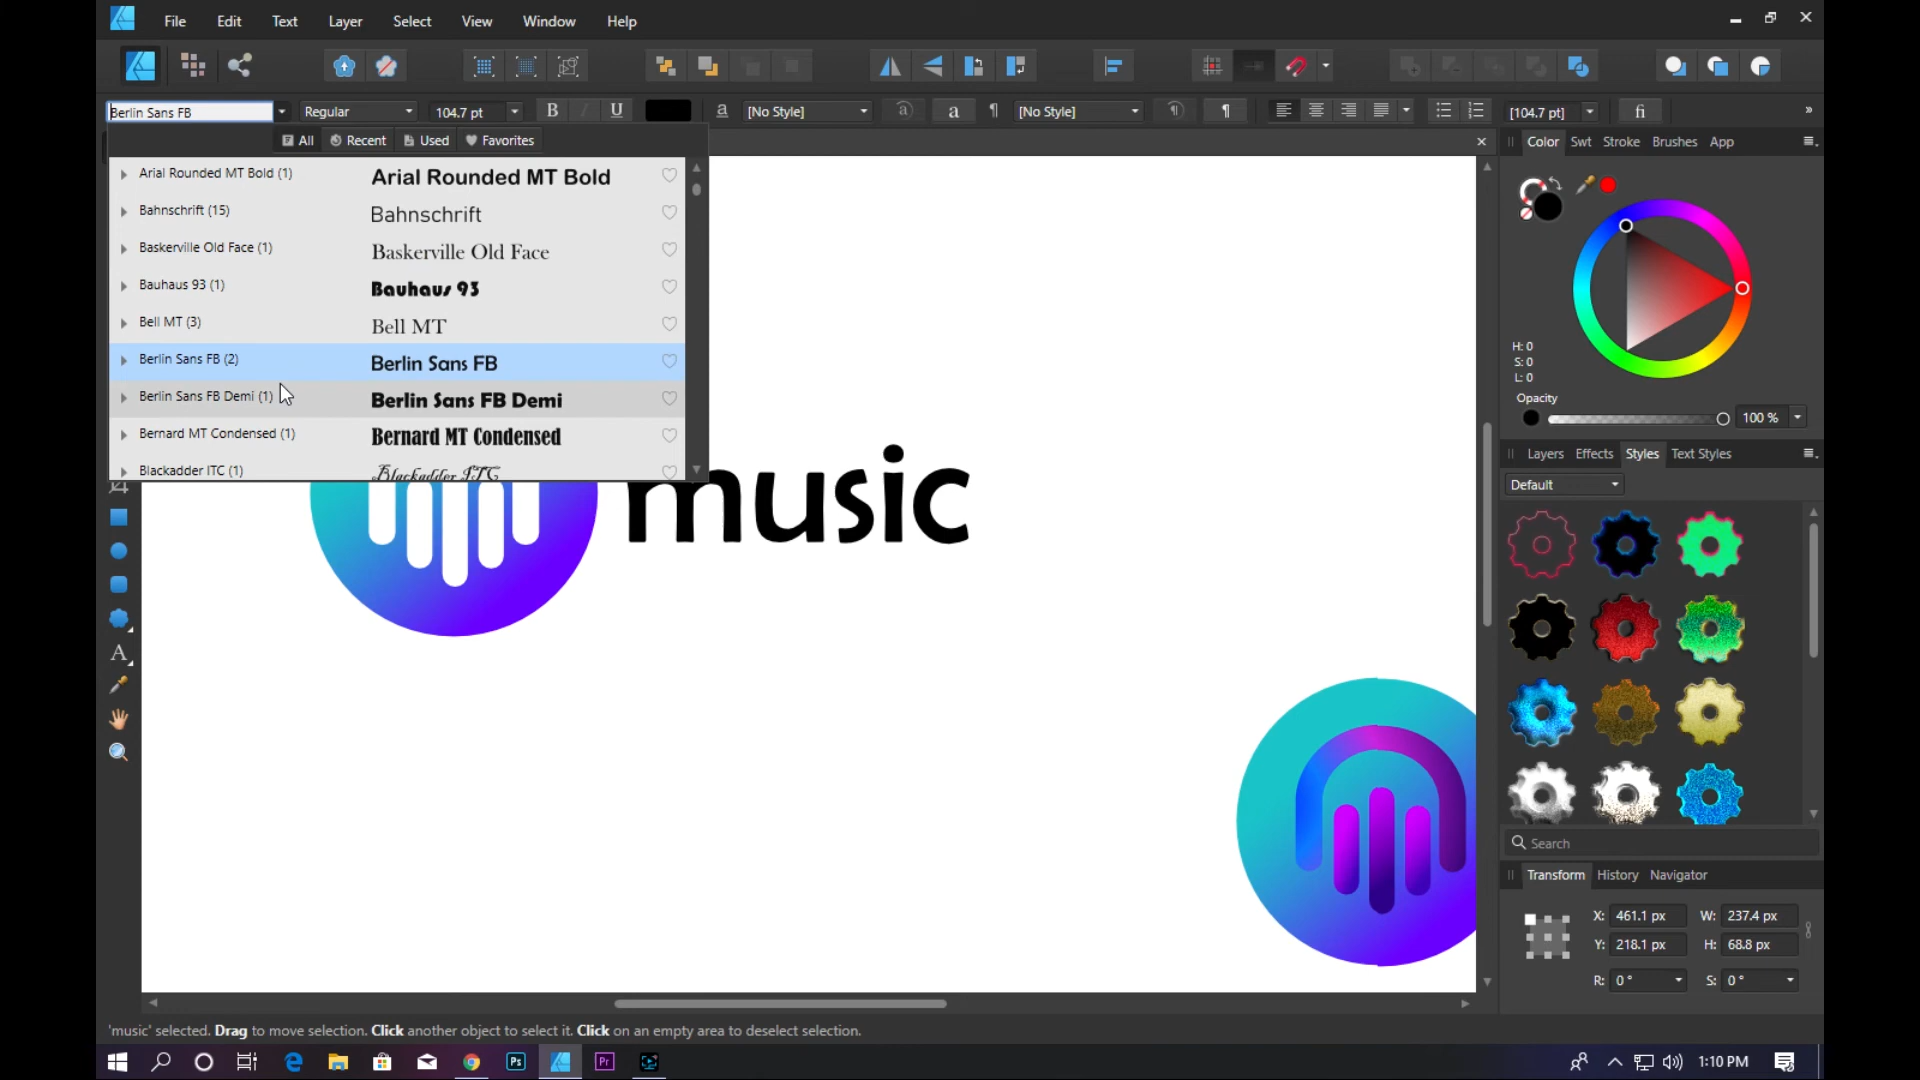 File Edit Text Layer Select View Window Help
Berlin Sans FB Regular 104.7 pt B I U a [No Style] a a ¶ [No Style] ¶ ¶ [104.7 pt] fi »
All Recent Used Favorites
Color Swt Stroke Brushes App
Arial Rounded MT Bold (1) Arial Rounded MT Bold
Bahnschrift (15) Bahnschrift
Baskerville Old Face (1) Baskerville Old Face
Bauhaus 93 (1) Bauhaus 93
Bell MT (3) Bell MT
Berlin Sans FB (2) Berlin Sans FB
Berlin Sans FB Demi (1) Berlin Sans FB Demi
Bernard MT Condensed (1) Bernard MT Condensed
Blackadder ITC (1) Blackadder ITC
H: 0
S: 0
L: 0
Opacity
100 %
music
Layers Effects Styles Text Styles
Default
Search
Transform History Navigator
X: 461.1 px W: 237.4 px
Y: 218.1 px H: 68.8 px
R: 0 ° S: 0 °
A
'music' selected. Drag to move selection. Click another object to select it. Click on an empty area to deselect selection.
Ps Pr 1:10 PM